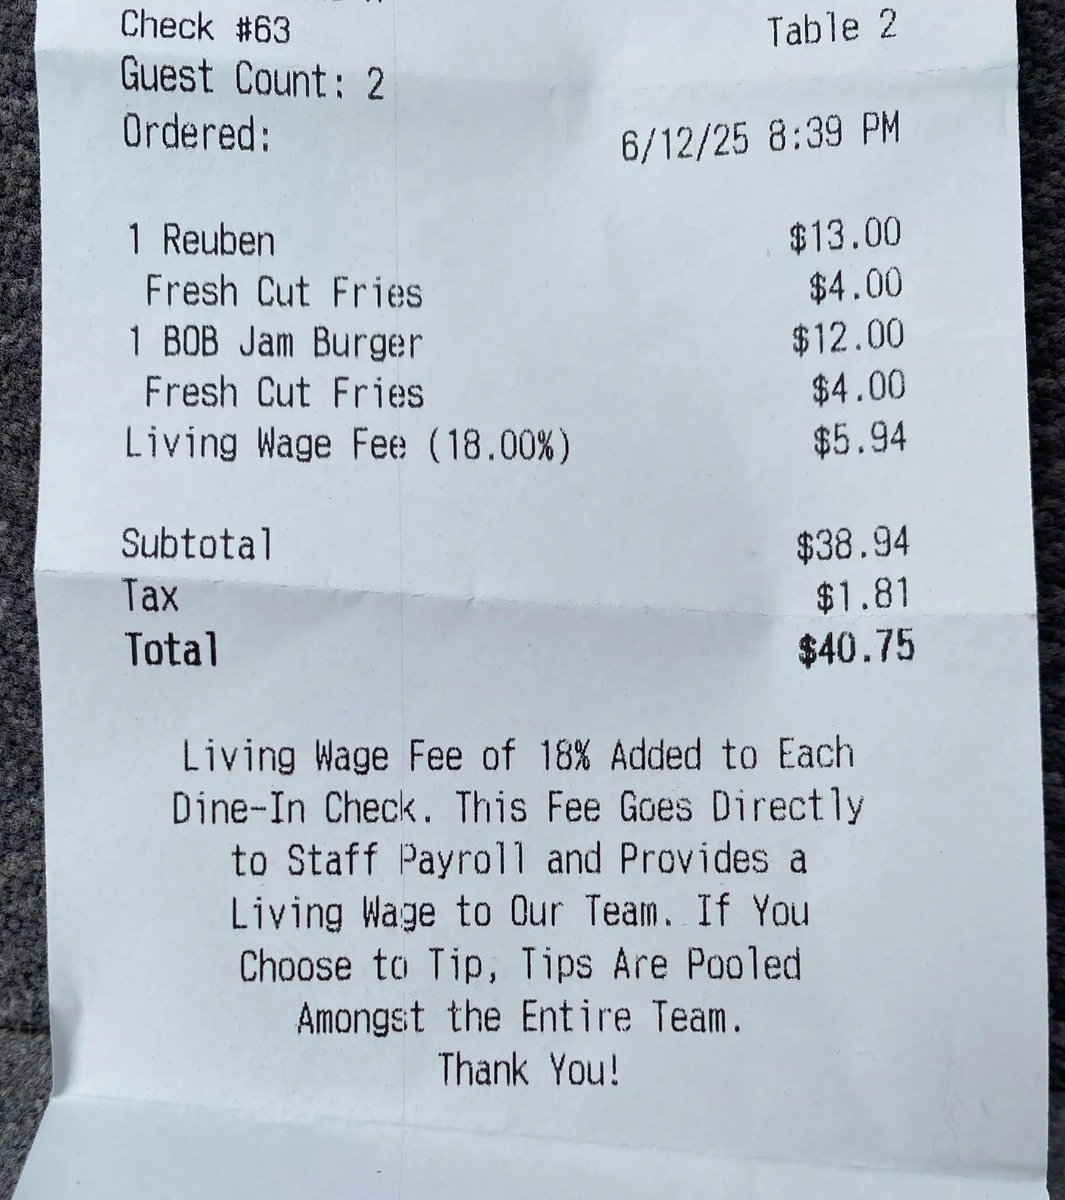 Check #63 Table 2
Guest Count: 2
Ordered: 6/12/25 8:39 PM
1 Reuben $13.00
Fresh Cut Fries $4.00
1 BOB Jam Burger $12.00
Fresh Cut Fries $4.00
Living Wage Fee (18.00%) $5.94
Subtotal $38.94
Tax $1.81
Total $40.75
Living Wage Fee of 18% Added to Each
Dine-In Check. This Fee Goes Directly
to Staff Payroll and Provides a
Living Wage to Our Team. If You
Choose to Tip, Tips Are Pooled
Amongst the Entire Team.
Thank You!